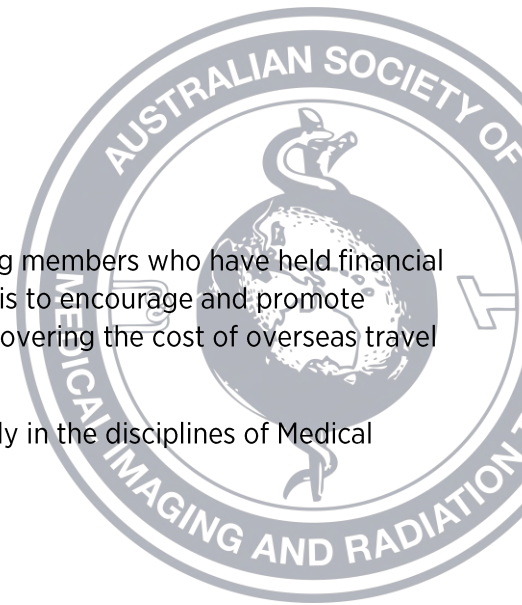 AUSTRALIAN SOCIETY OF
g members who have held financial
is to encourage and promote
overing the cost of overseas travel
ly in the disciplines of Medical
MEDICAL IMAGING AND RADIATION T